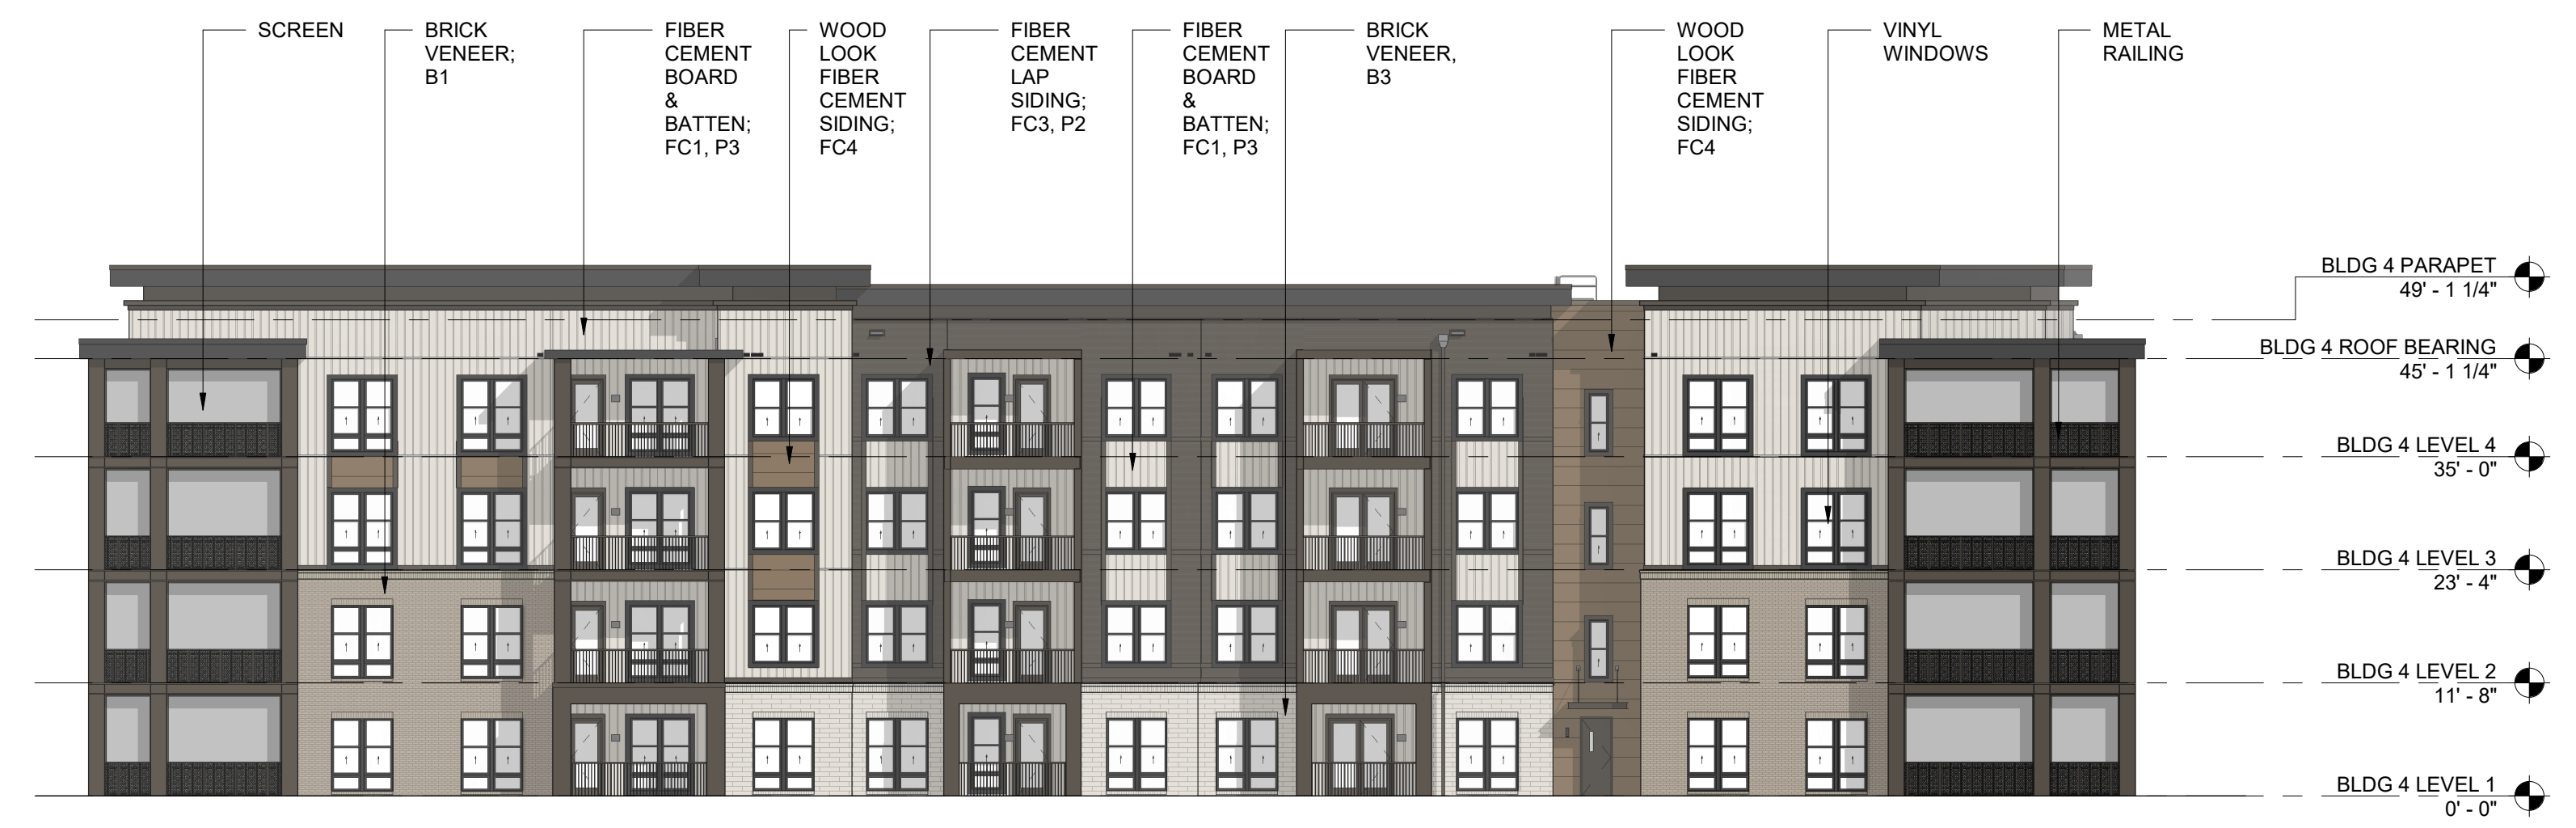 SCREEN
BRICK
VENEER;
B1
FIBER
CEMENT
BOARD
&
BATTEN;
FC1, P3
WOOD
LOOK
FIBER
CEMENT
SIDING;
FC4
FIBER
CEMENT
LAP
SIDING;
FC3, P2
FIBER
CEMENT
BOARD
&
BATTEN;
FC1, P3
BRICK
VENEER,
B3
WOOD
LOOK
FIBER
CEMENT
SIDING;
FC4
VINYL
WINDOWS
METAL
RAILING
BLDG 4 PARAPET
49' - 1 1/4"
BLDG 4 ROOF BEARING
45' - 1 1/4"
BLDG 4 LEVEL 4
35' - 0"
BLDG 4 LEVEL 3
23' - 4"
BLDG 4 LEVEL 2
11' - 8"
BLDG 4 LEVEL 1
0' - 0"